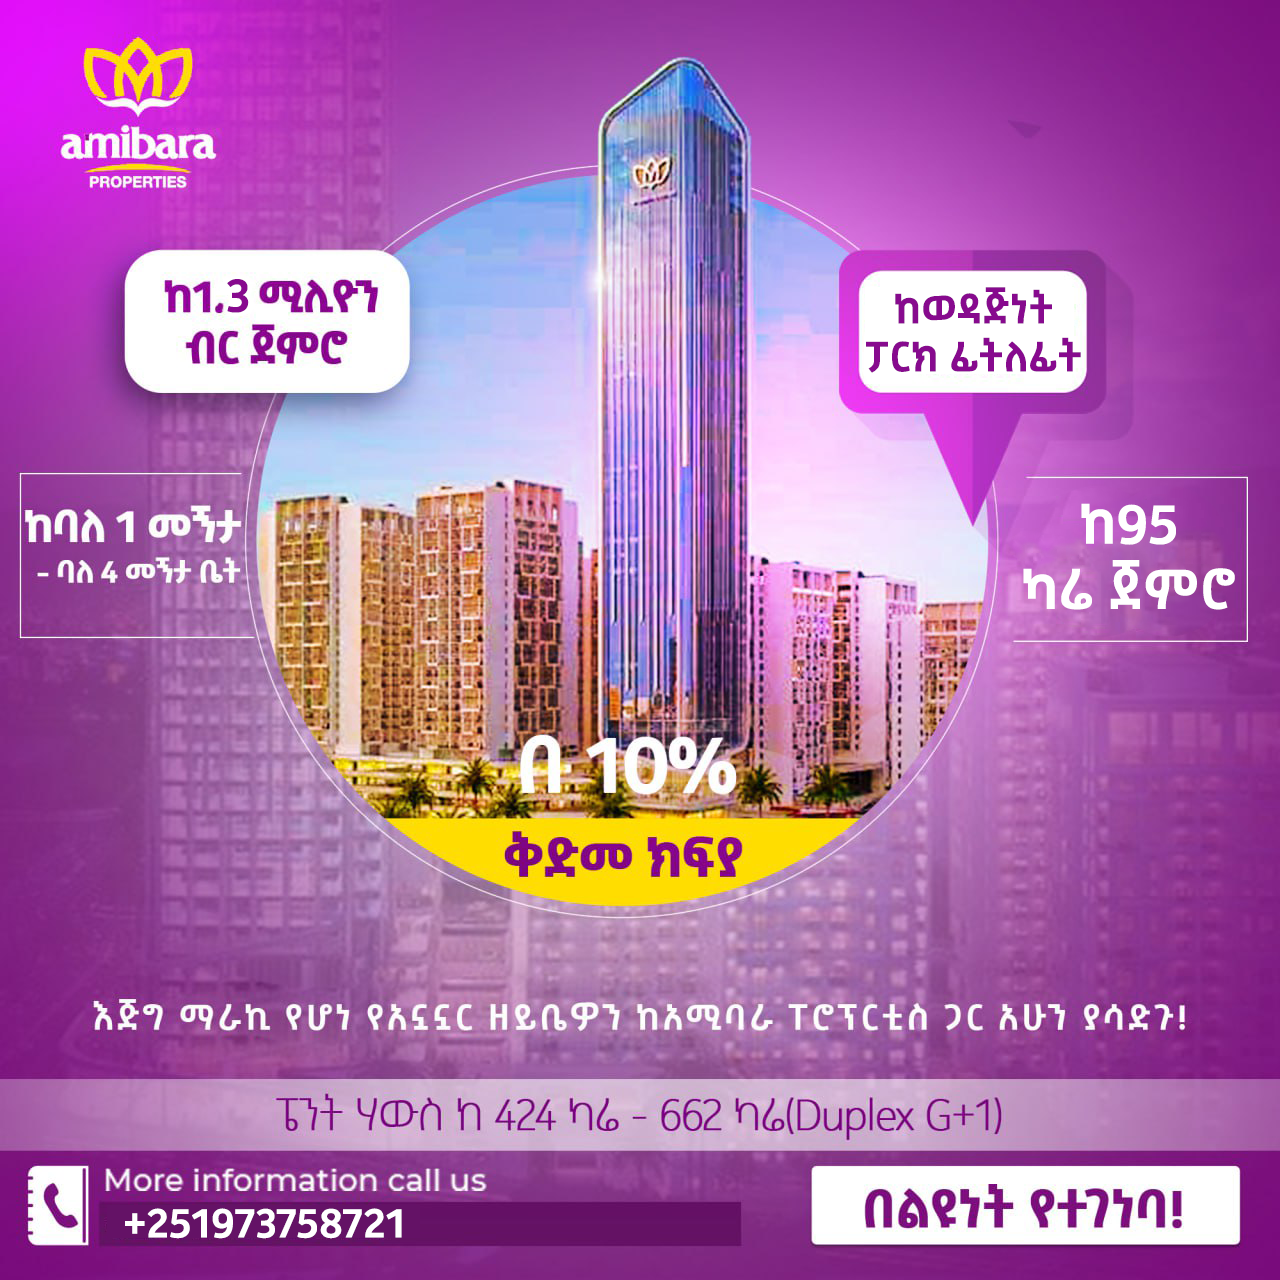 amibara
PROPERTIES
ከ1.3 ሚሊዮን
ብር ጀምሮ
ከወዳጅነት
ፓርክ ፊትለፊት
ከባለ 1 መኝታ
- ባለ 4 መኝታ ቤት
ከ95
ካሬ ጀምሮ
በ 10%
ቅድመ ክፍያ
እጅግ ማራኪ የሆነ የአኗኗር ዘይቤዎን ከአሚባራ ፐሮፕርቲስ ጋር አሁን ያሳድጉ!
ፔንት ሃውስ ከ 424 ካሬ - 662 ካሬ(Duplex G+1)
More information call us
+251973758721
በልዩነት የተገነባ!